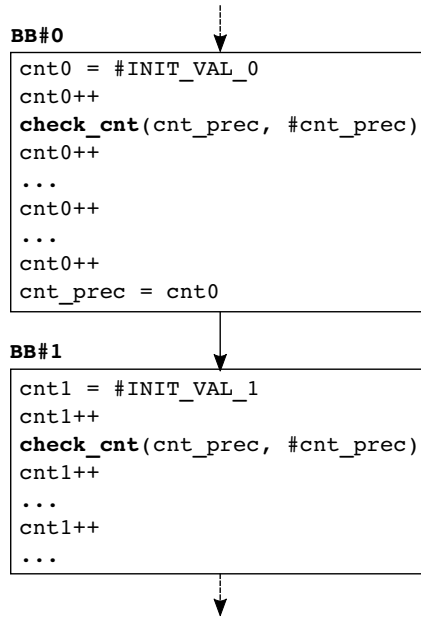 BB#0
cnt0 = #INIT_VAL_0
cnt0++
check_cnt(cnt_prec, #cnt_prec)
cnt0++
...
cnt0++
...
cnt0++
cnt_prec = cnt0
BB#1
cnt1 = #INIT_VAL_1
cnt1++
check_cnt(cnt_prec, #cnt_prec)
cnt1++
...
cnt1++
...